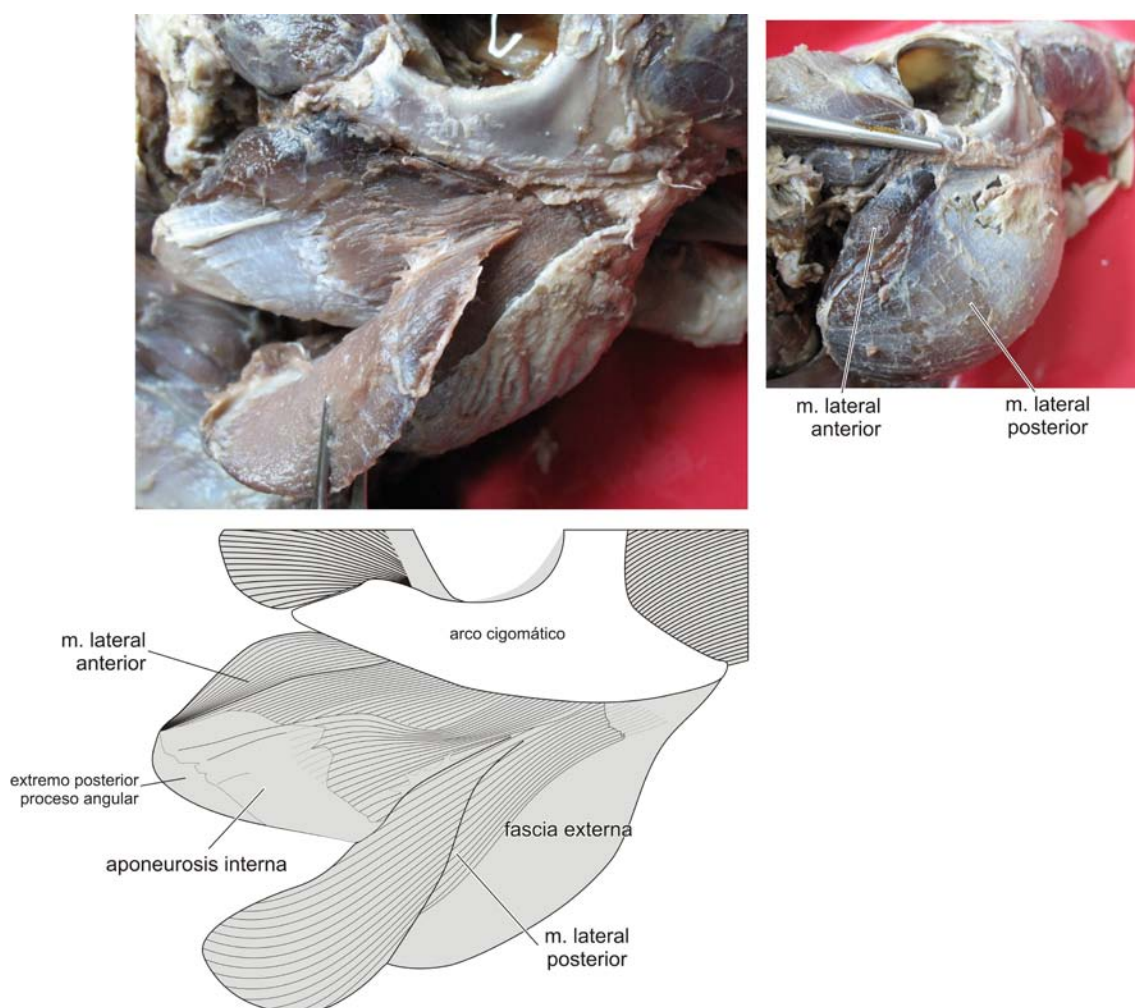 m. lateral
anterior
m. lateral
posterior
arco cigomático
m. lateral
anterior
extremo posterior
proceso angular
aponeurosis interna
fascia externa
m. lateral
posterior